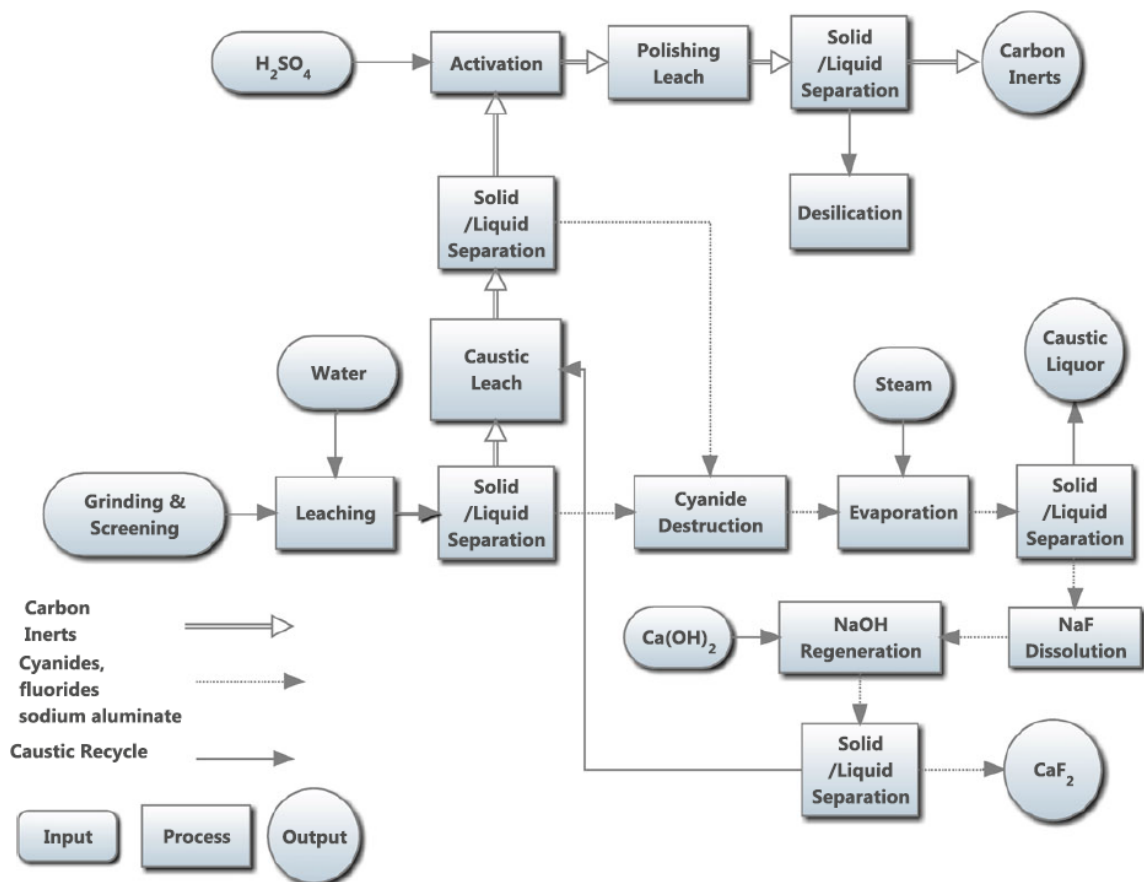 H₂SO₄
Activation
Polishing
Leach
Solid
/Liquid
Separation
Carbon
Inerts
Desilication
Solid
/Liquid
Separation
Caustic
Leach
Water
Steam
Caustic
Liquor
Grinding &
Screening
Leaching
Solid
/Liquid
Separation
Cyanide
Destruction
Evaporation
Solid
/Liquid
Separation
Ca(OH)₂
NaOH
Regeneration
NaF
Dissolution
Solid
/Liquid
Separation
CaF₂
Carbon
Inerts
Cyanides,
fluorides
sodium aluminate
Caustic Recycle
Input
Process
Output